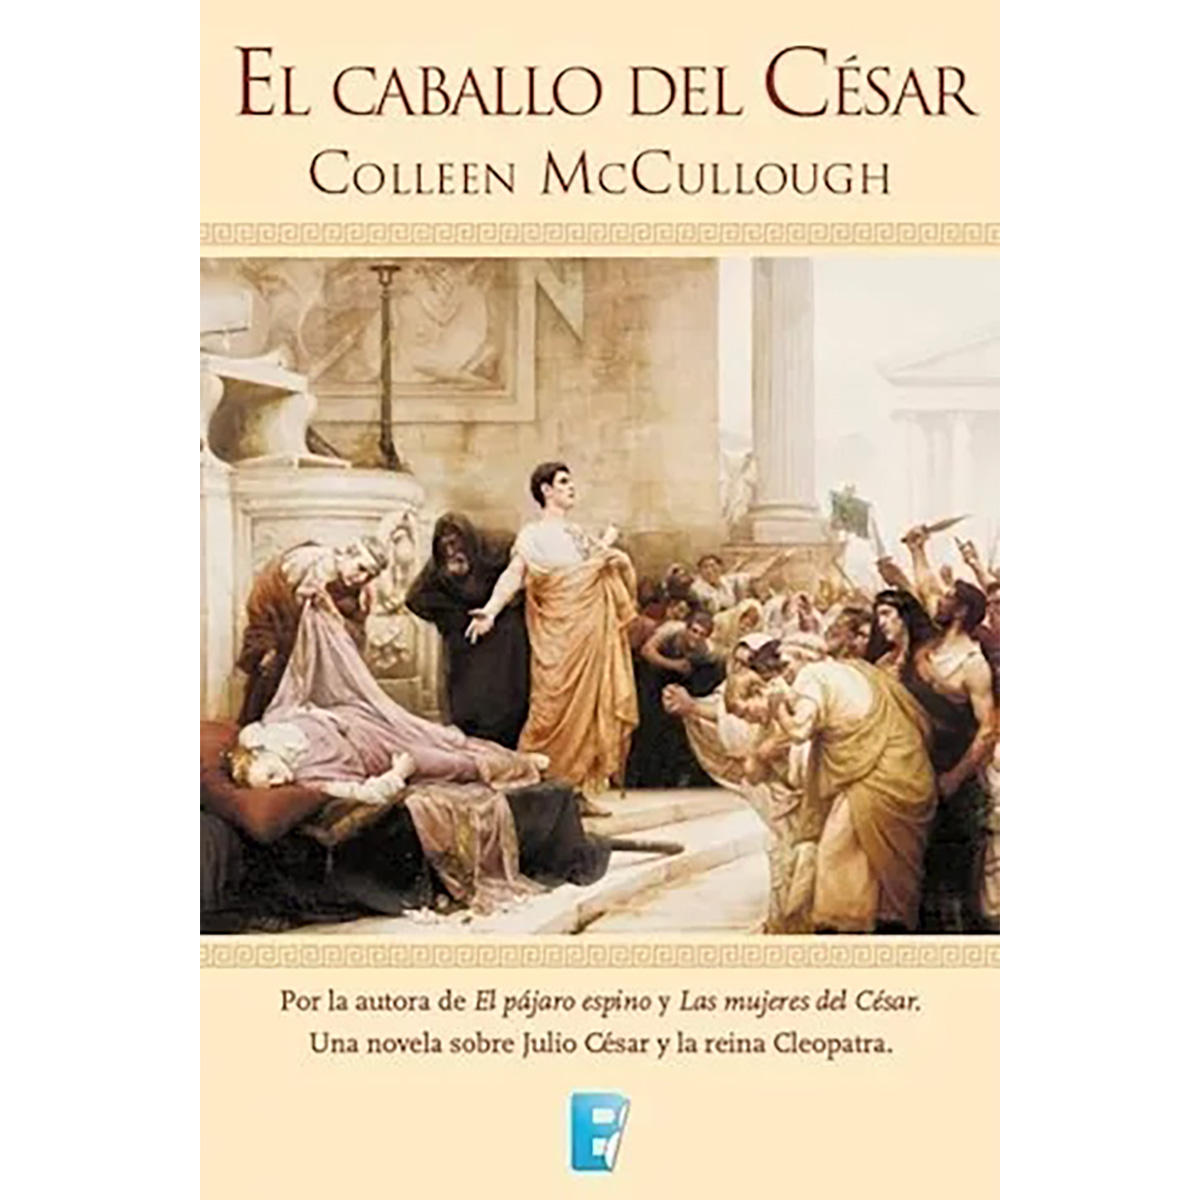 EL CABALLO DEL CÉSAR
COLLEEN MCCULLOUGH
Por la autora de El pájaro espino y Las mujeres del César.
Una novela sobre Julio César y la reina Cleopatra.
B